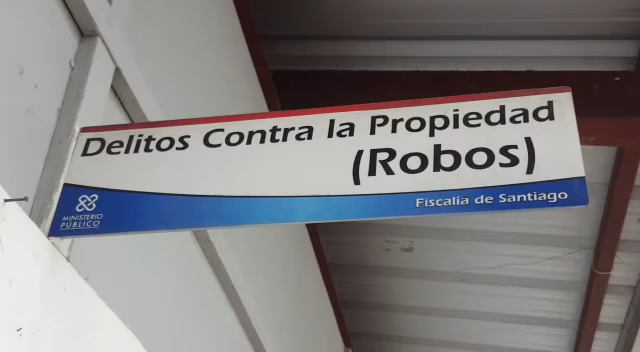 Delitos Contra la Propiedad
(Robos)
Fiscalía de Santiago
MINISTERIO
PÚBLICO